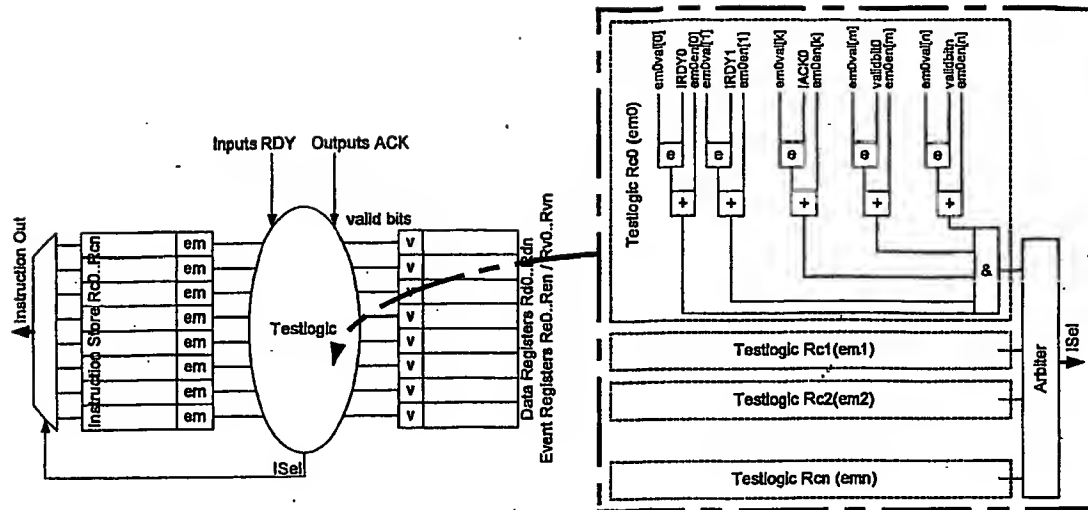 Inputs RDY
Outputs ACK
valid bits
Instruction Out
Instruction Store Rc0..Rcn
em
em
em
em
em
em
em
em
Testlogic
v
v
v
v
v
v
v
v
Data Registers Rd0..Rdn
Event Registers Re0..Ren / Rv0..Rvn
ISel
Testlogic Rc0 (em0)
em0val[0]
IRDY0
em0en[0]
em0val[1]
IRDY1
em0en[1]
em0val[k]
IACK0
em0en[k]
em0val[m]
validbit0
em0en[m]
em0val[n]
validbitn
em0en[n]
e
e
e
e
e
+
+
+
+
+
&
Testlogic Rc1(em1)
Testlogic Rc2(em2)
Testlogic Rcn (emn)
Arbiter
ISel